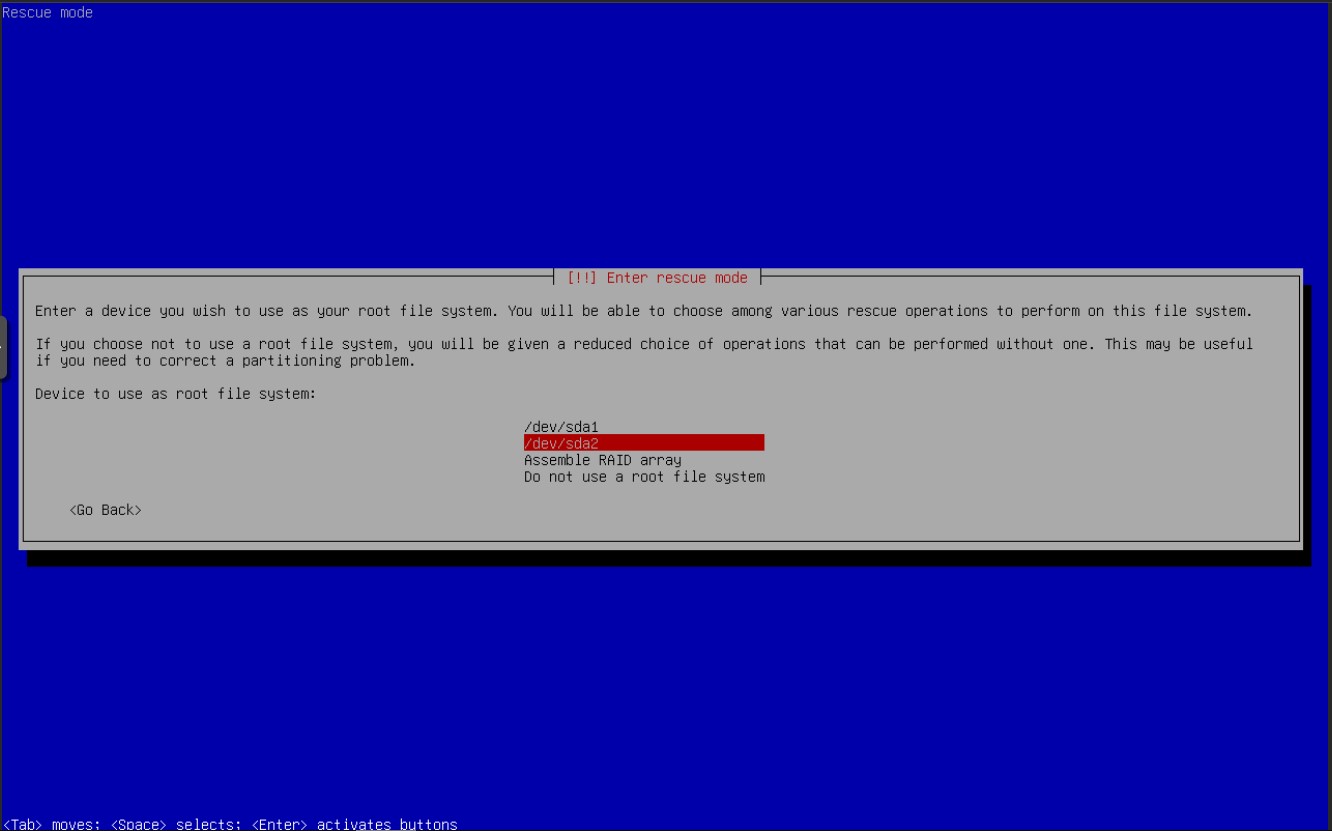 Rescue mode
[!!] Enter rescue mode
Enter a device you wish to use as your root file system. You will be able to choose among various rescue operations to perform on this file system.
If you choose not to use a root file system, you will be given a reduced choice of operations that can be performed without one. This may be useful
if you need to correct a partitioning problem.
Device to use as root file system:
/dev/sda1
/dev/sda2
Assemble RAID array
Do not use a root file system
<Go Back>
<Tab> moves; <Space> selects; <Enter> activates buttons